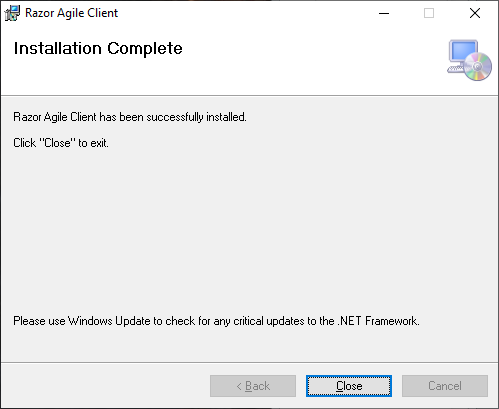 Razor Agile Client
Installation Complete
Razor Agile Client has been successfully installed.
Click "Close" to exit.
Please use Windows Update to check for any critical updates to the .NET Framework.
< Back
Close
Cancel